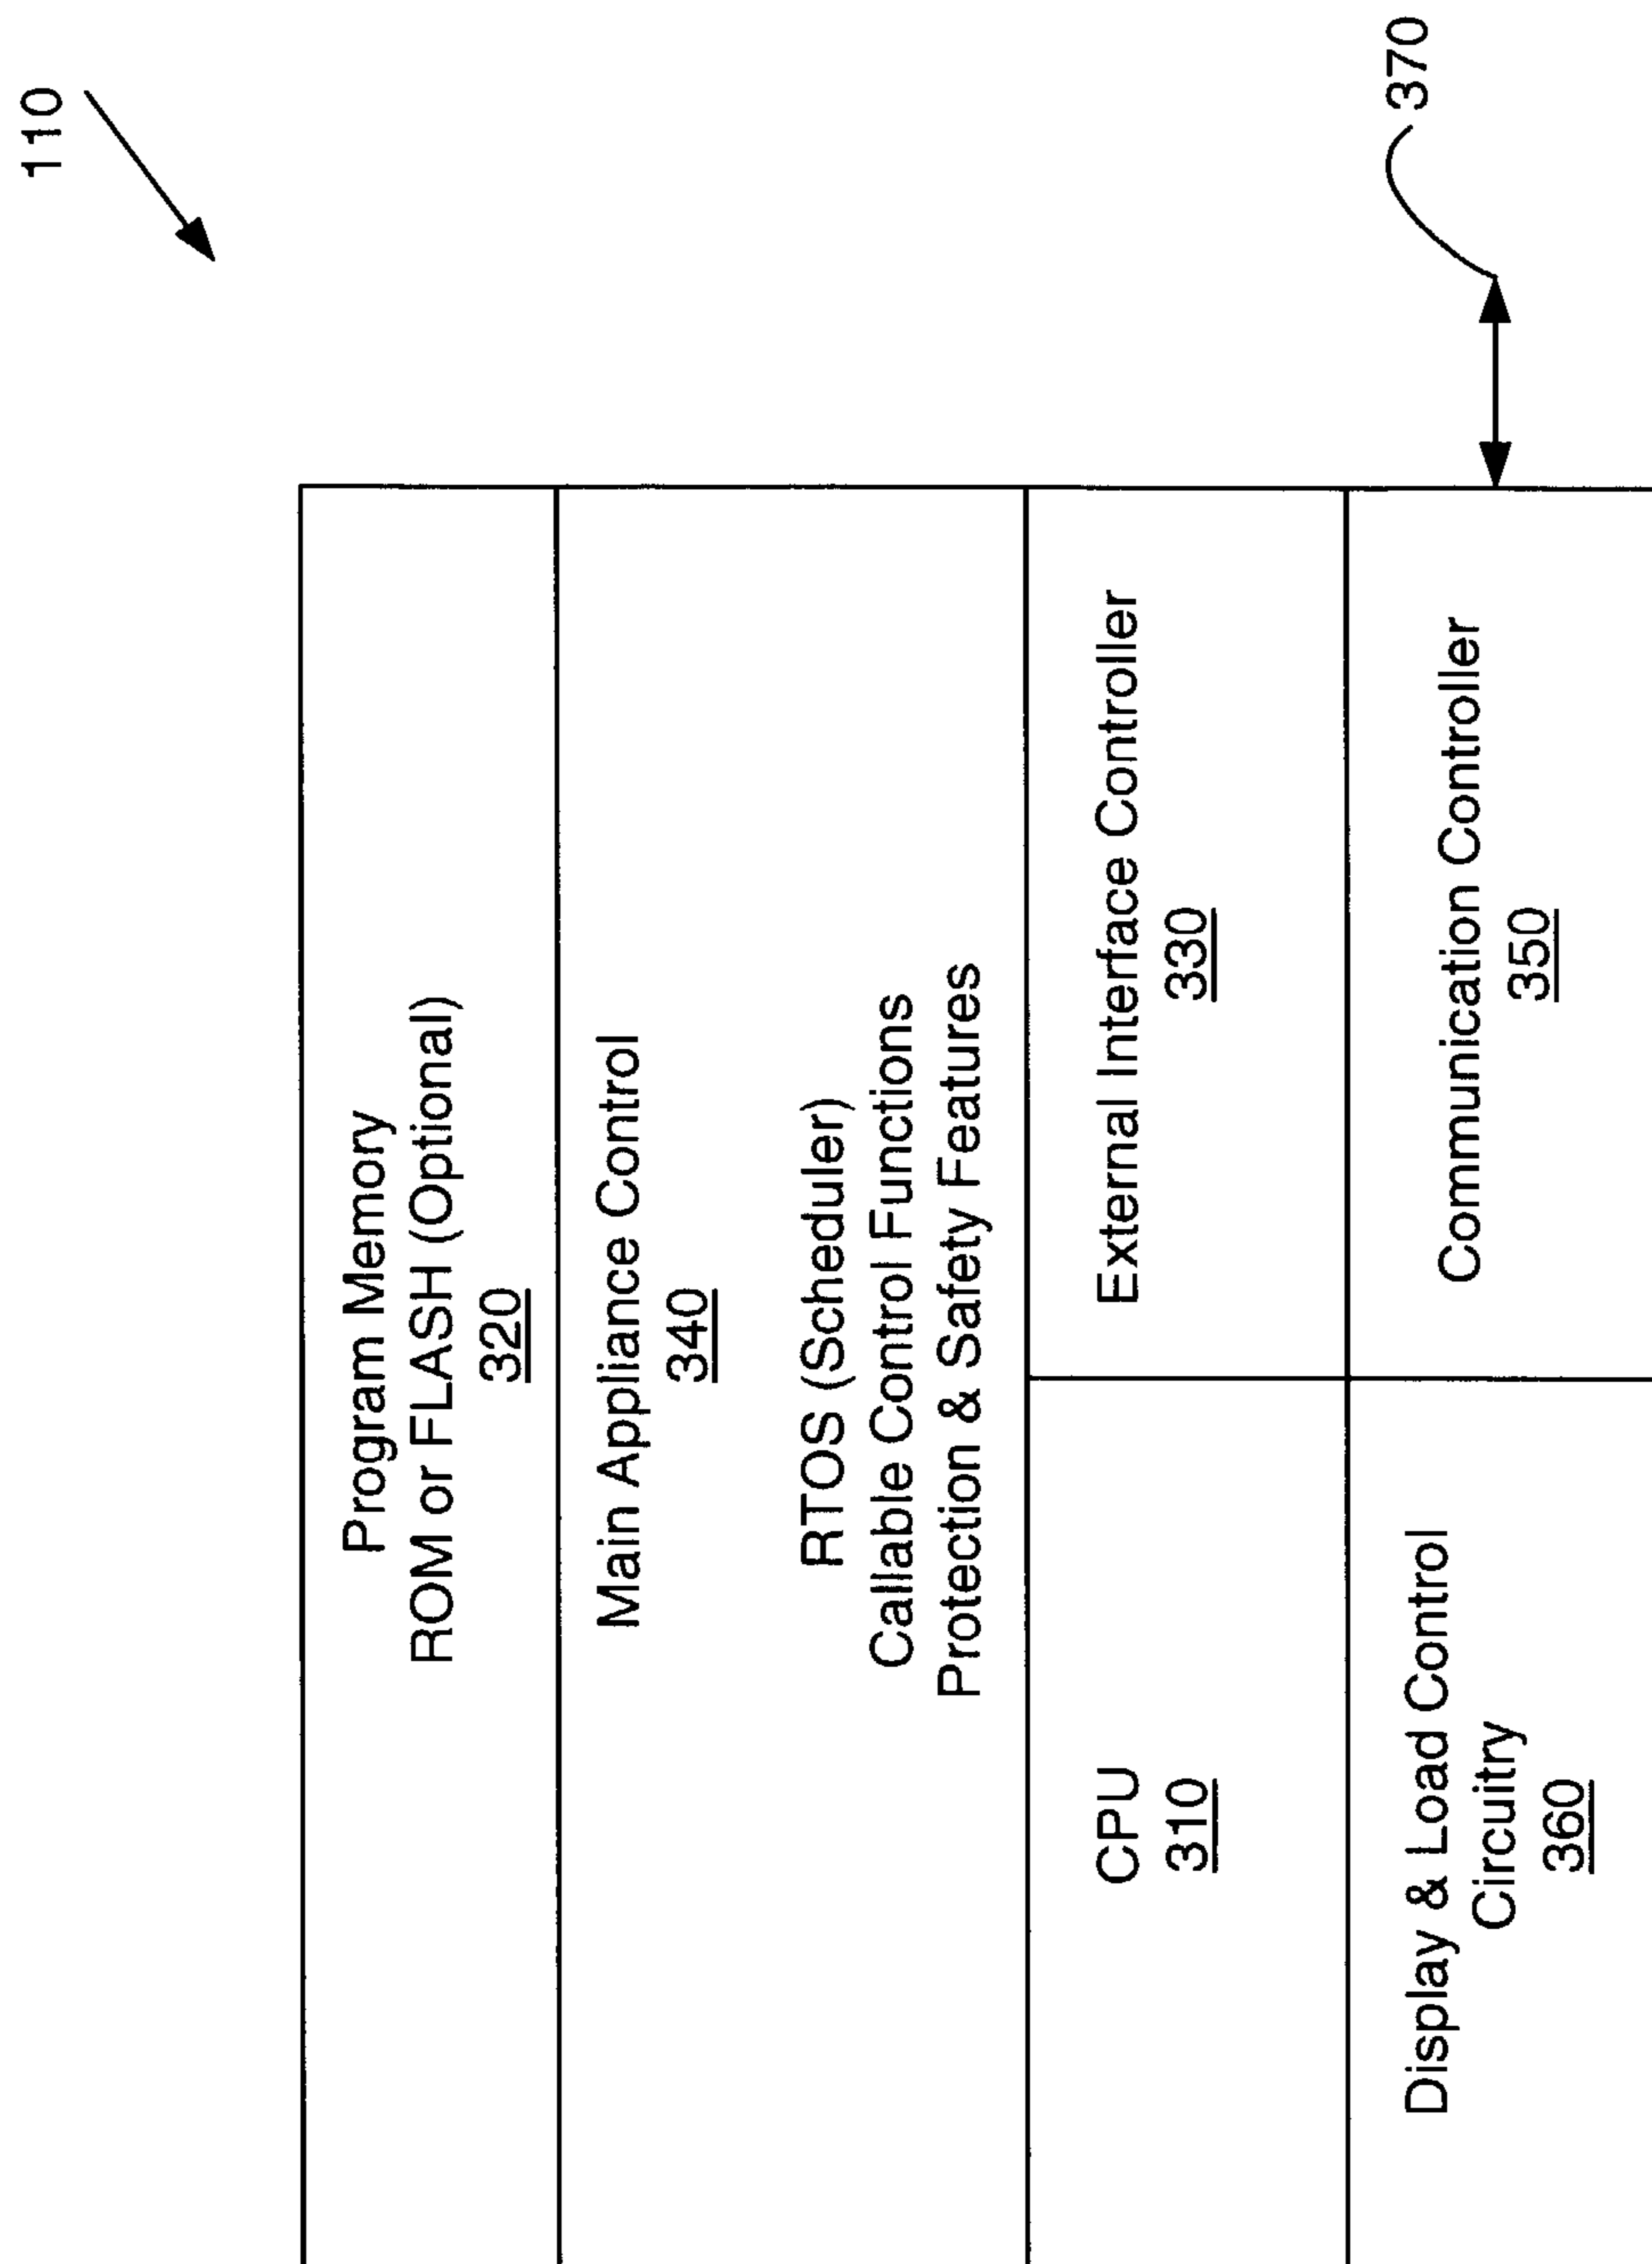 110
Program Memory
ROM or FLASH (Optional)
320
Main Appliance Control
340
RTOS (Scheduler)
Callable Control Functions
Protection & Safety Features
CPU
310
External Interface Controller
330
Display & Load Control
Circuitry
360
Communication Controller
350
370